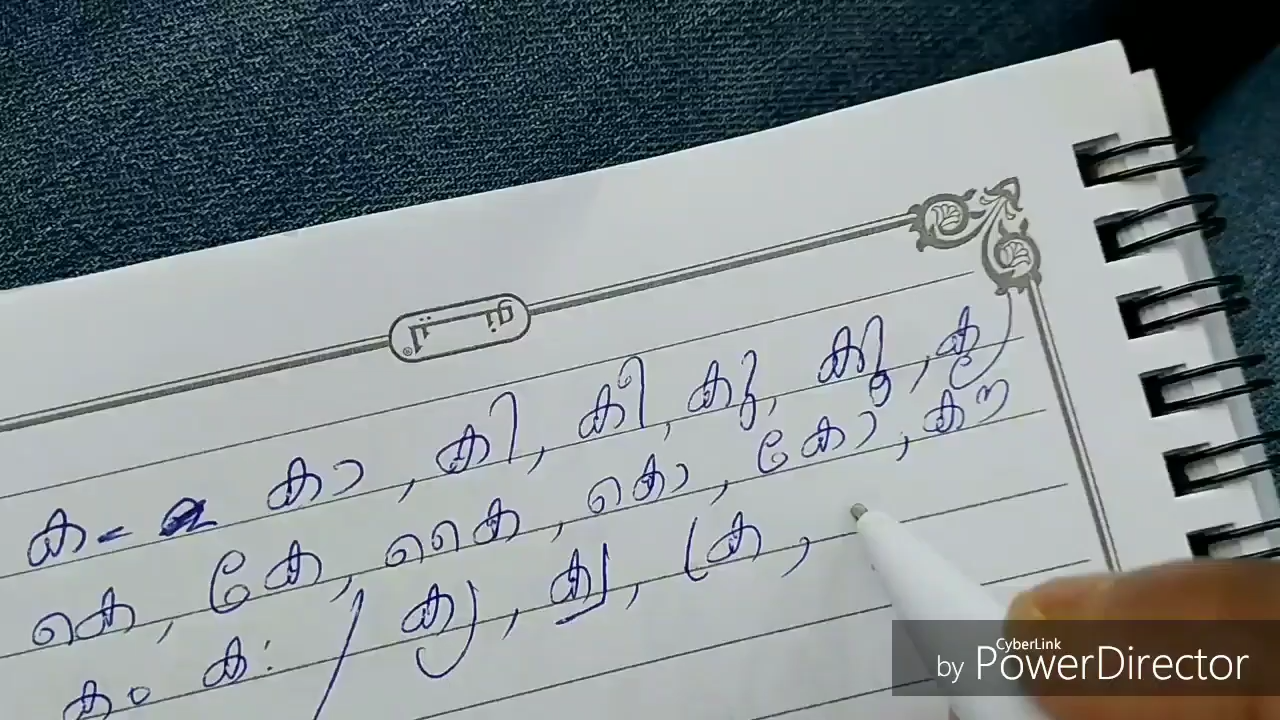 ക - കാ, കി, കീ, കു, കൂ, കൃ
കെ, കേ, കൈ, കൊ, കോ, കൗ
കം കഃ / ക്യ, ക്വ, ക്ര,
CyberLink
by PowerDirector